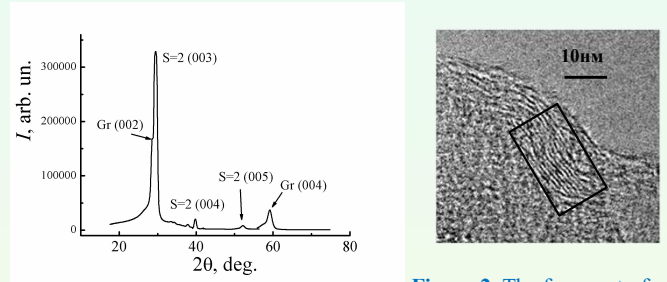 S=2 (003)
300000
I, arb. un.
200000
Gr (002)
100000
S=2 (004)
S=2 (005)
Gr (004)
0
20
40
60
80
2θ, deg.
10нм
Figure 2. The fragment of